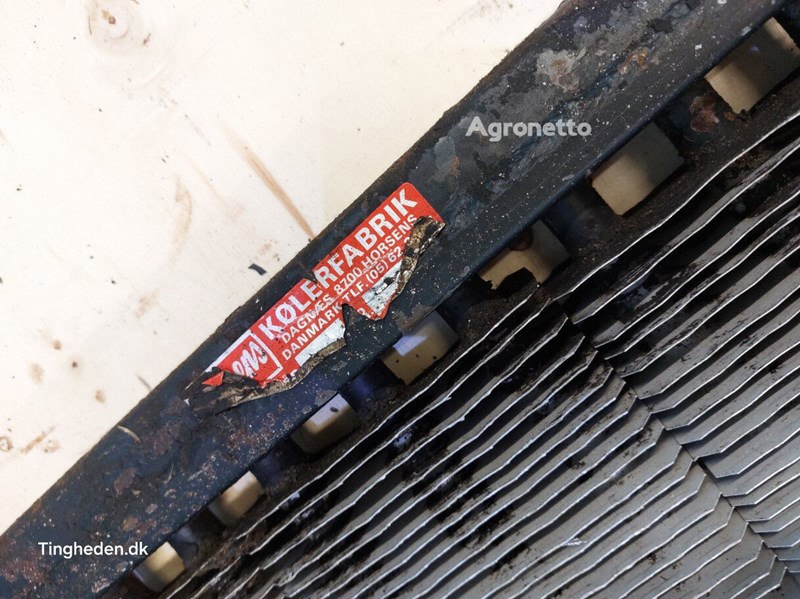 Agronetto
KØLERFABRIK
DAGNÆS, 8700 HORSENS
DANMARK TLF. (05) 62
Tingheden.dk